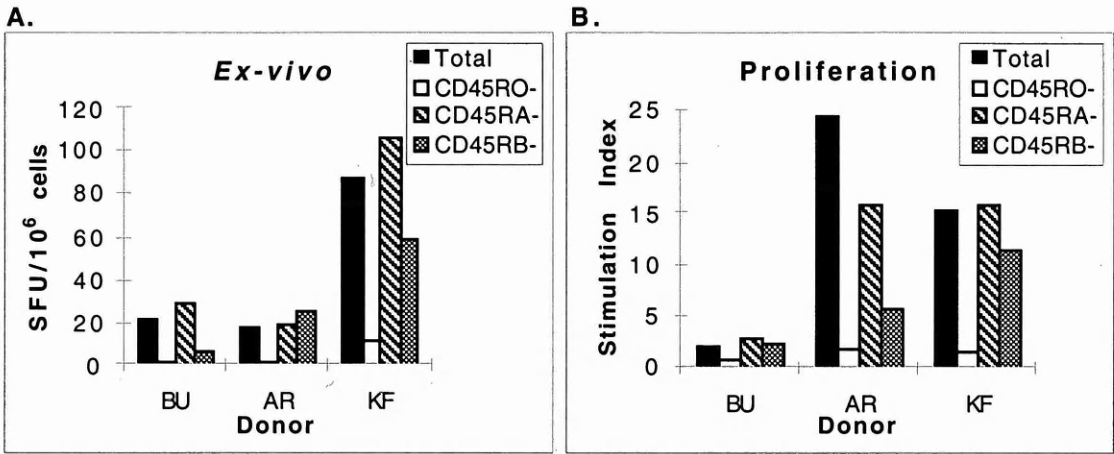 A.
Ex-vivo
Total
CD45RO-
CD45RA-
CD45RB-
SFU/10⁶ cells
120
100
80
60
40
20
0
BU AR KF
Donor
B.
Proliferation
Total
CD45RO-
CD45RA-
CD45RB-
Stimulation Index
25
20
15
10
5
0
BU AR KF
Donor